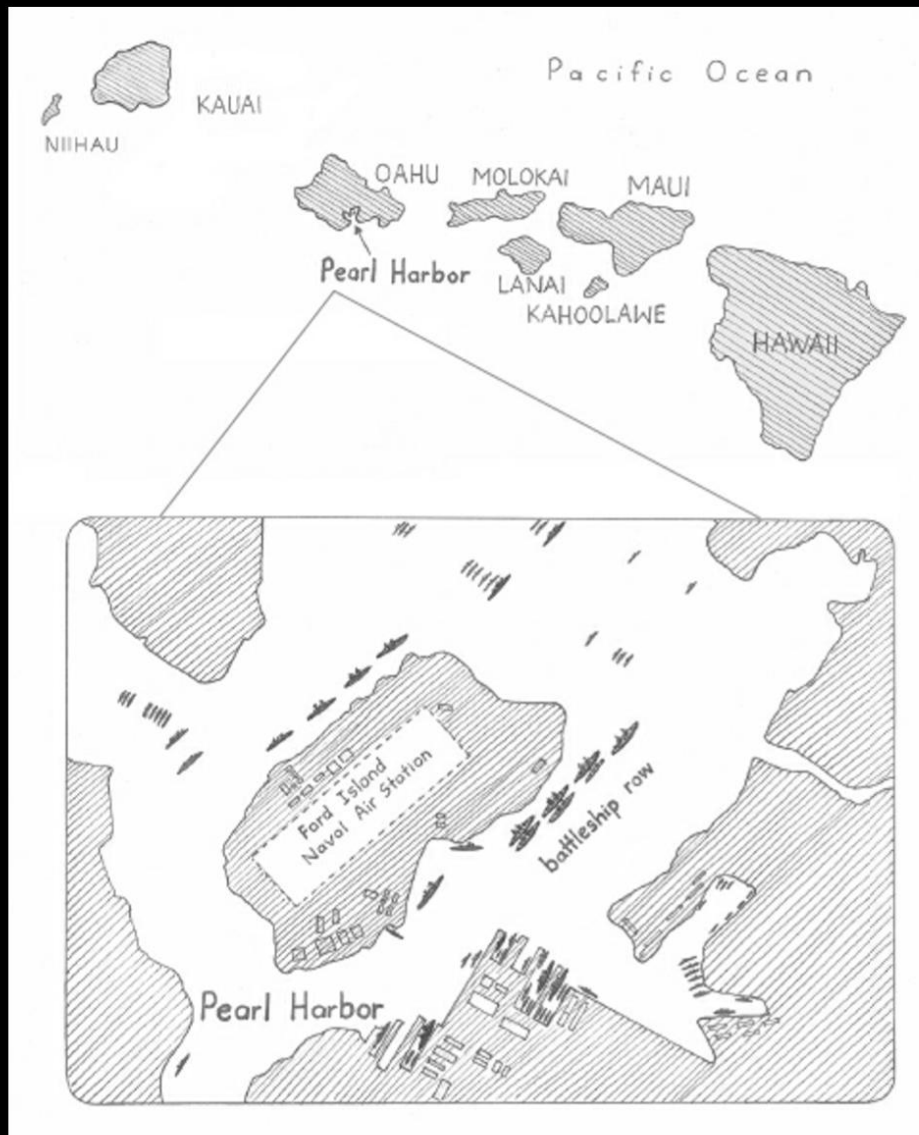 Pacific Ocean
KAUAI
NIIHAU
OAHU
MOLOKAI
MAUI
Pearl Harbor
LANAI
KAHOOLAWE
HAWAII
Ford Island
Naval Air Station
battleship row
Pearl Harbor